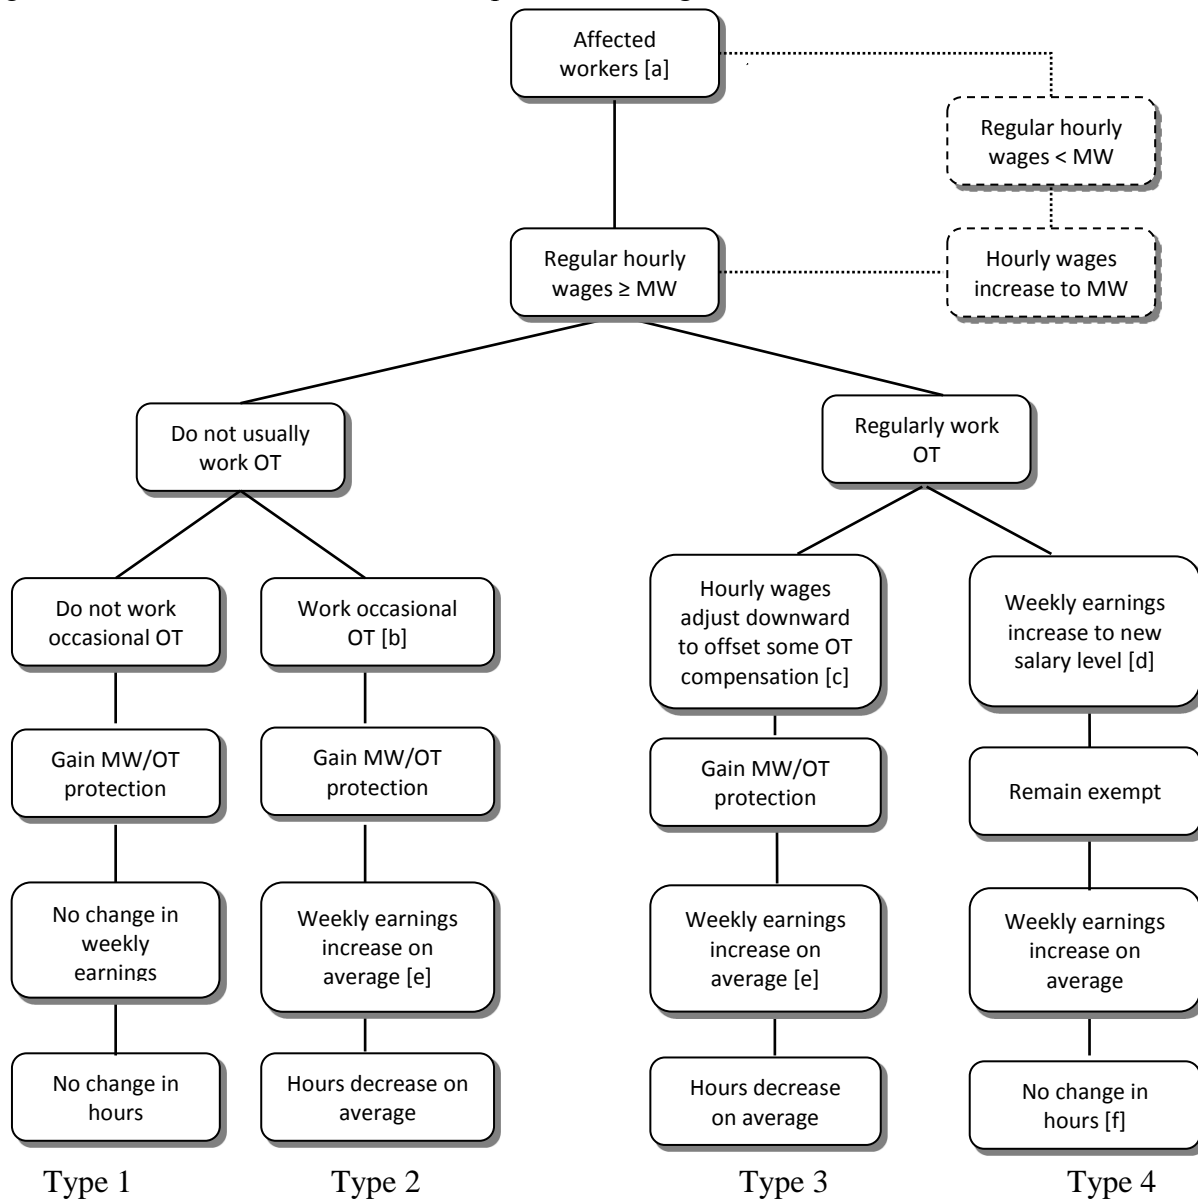 Affected
workers [a]
Regular hourly
wages < MW
Regular hourly
wages ≥ MW
Hourly wages
increase to MW
Do not usually
work OT
Regularly work
OT
Do not work
occasional OT
Work occasional
OT [b]
Hourly wages
adjust downward
to offset some OT
compensation [c]
Weekly earnings
increase to new
salary level [d]
Gain MW/OT
protection
Gain MW/OT
protection
Gain MW/OT
protection
Remain exempt
No change in
weekly
earnings
Weekly earnings
increase on
average [e]
Weekly earnings
increase on
average [e]
Weekly earnings
increase on
average
No change in
hours
Hours decrease on
average
Hours decrease
on average
No change in
hours [f]
Type 1
Type 2
Type 3
Type 4